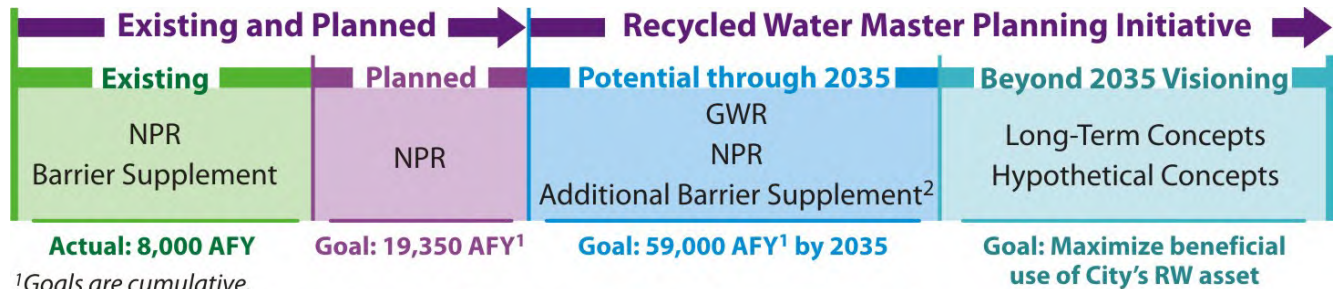 Existing and Planned
Recycled Water Master Planning Initiative
Existing
Planned
Potential through 2035
Beyond 2035 Visioning
NPR
Barrier Supplement
NPR
GWR
NPR
Additional Barrier Supplement²
Long-Term Concepts
Hypothetical Concepts
Actual: 8,000 AFY
Goal: 19,350 AFY¹
Goal: 59,000 AFY¹ by 2035
Goal: Maximize beneficial
use of City's RW asset
¹Goals are cumulative.